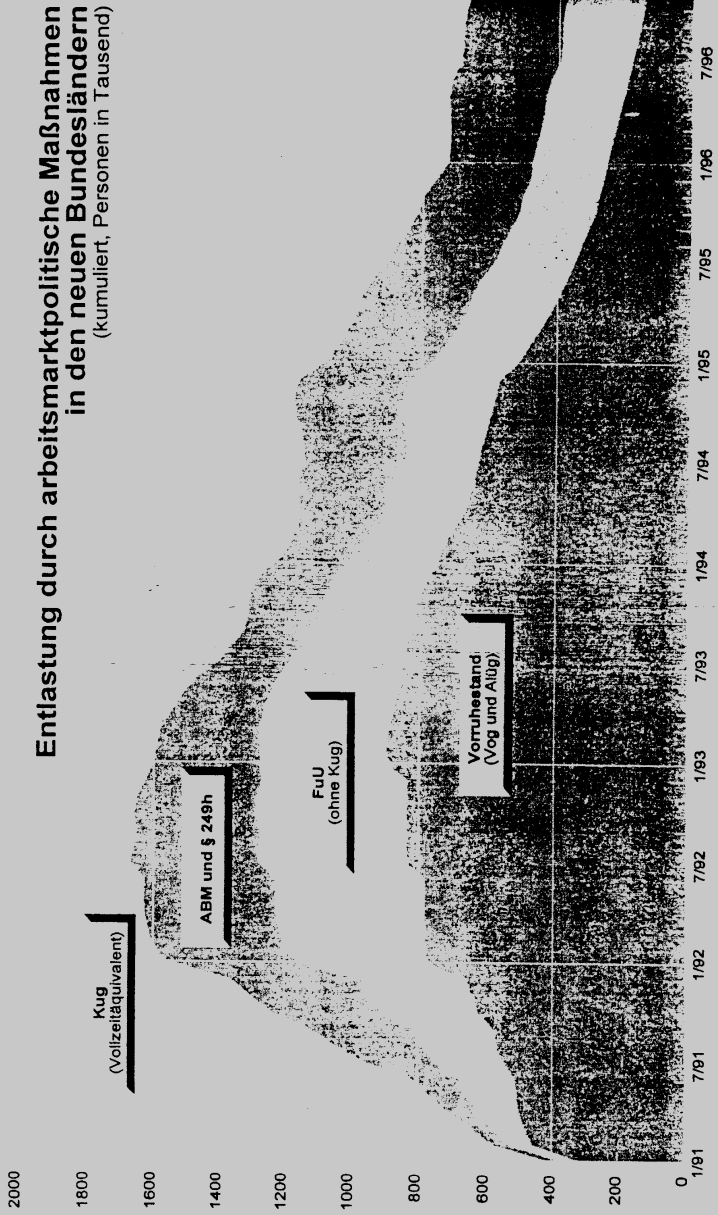 Entlastung durch arbeitsmarktpolitische Maßnahmen
in den neuen Bundesländern
(kumuliert, Personen in Tausend)
2000
1800
1600
1400
1200
1000
800
600
400
200
0
Kug
(Vollzeitäquivalent)
ABM und § 249h
FuU
(ohne Kug)
Vorruhestand
(Vog und Alüg)
1/91
7/91
1/92
7/92
1/93
7/93
1/94
7/94
1/95
7/95
1/96
7/96